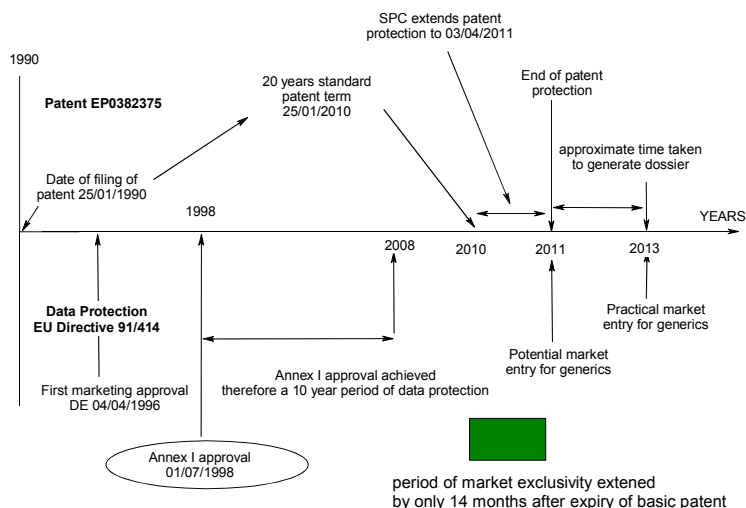 SPC extends patent
protection to 03/04/2011
1990
20 years standard
patent term
25/01/2010
End of patent
protection
Patent EP0382375
approximate time taken
to generate dossier
Date of filing of
patent 25/01/1990
1998
YEARS
2008
2010
2011
2013
Data Protection
EU Directive 91/414
Practical market
entry for generics
Potential market
entry for generics
First marketing approval
DE 04/04/1996
Annex I approval achieved
therefore a 10 year period of data protection
Annex I approval
01/07/1998
period of market exclusivity extened
by only 14 months after expiry of basic patent